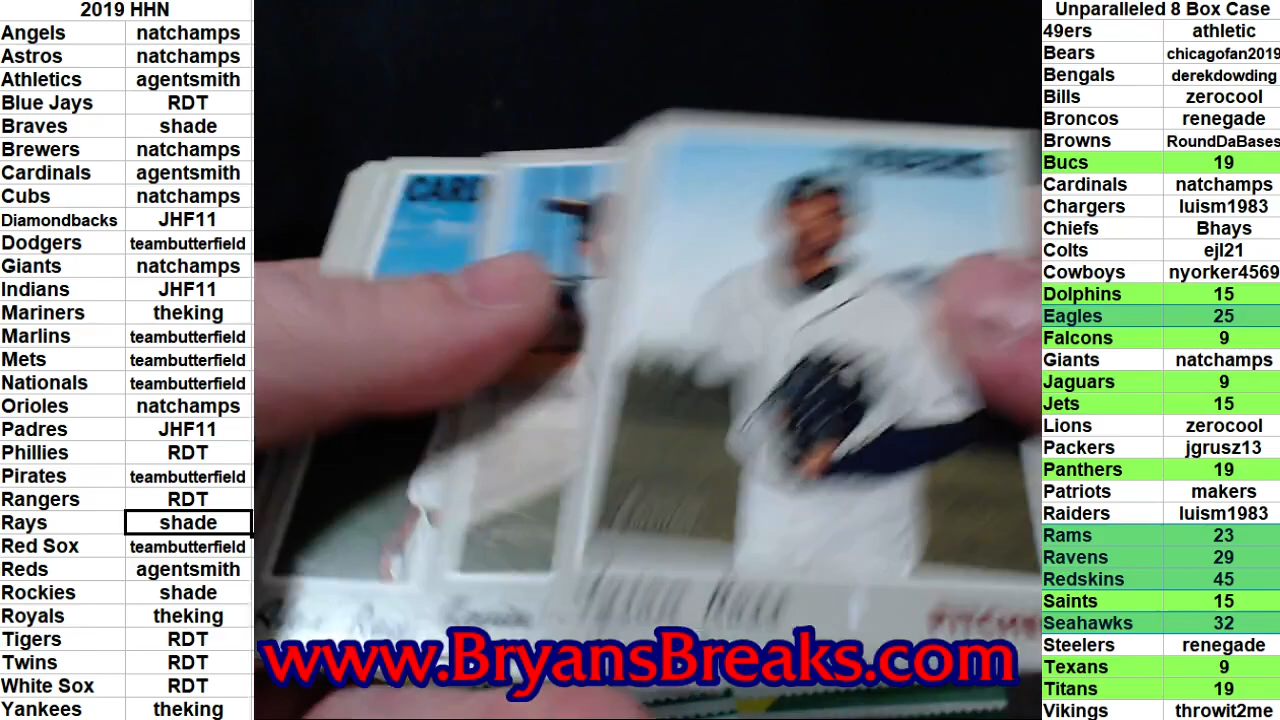 2019 HHN
Angels natchamps
Astros natchamps
Athletics agentsmith
Blue Jays RDT
Braves shade
Brewers natchamps
Cardinals agentsmith
Cubs natchamps
Diamondbacks JHF11
Dodgers teambutterfield
Giants natchamps
Indians JHF11
Mariners theking
Marlins teambutterfield
Mets teambutterfield
Nationals teambutterfield
Orioles natchamps
Padres JHF11
Phillies RDT
Pirates teambutterfield
Rangers RDT
Rays shade
Red Sox teambutterfield
Reds agentsmith
Rockies shade
Royals theking
Tigers RDT
Twins RDT
White Sox RDT
Yankees theking
CARD
www.BryansBreaks.com
Unparalleled 8 Box Case
49ers athletic
Bears chicagofan2019
Bengals derekdowding
Bills zerocool
Broncos renegade
Browns RoundDaBases
Bucs 19
Cardinals natchamps
Chargers luism1983
Chiefs Bhays
Colts ejl21
Cowboys nyorker4569
Dolphins 15
Eagles 25
Falcons 9
Giants natchamps
Jaguars 9
Jets 15
Lions zerocool
Packers jgrusz13
Panthers 19
Patriots makers
Raiders luism1983
Rams 23
Ravens 29
Redskins 45
Saints 15
Seahawks 32
Steelers renegade
Texans 9
Titans 19
Vikings throwit2me